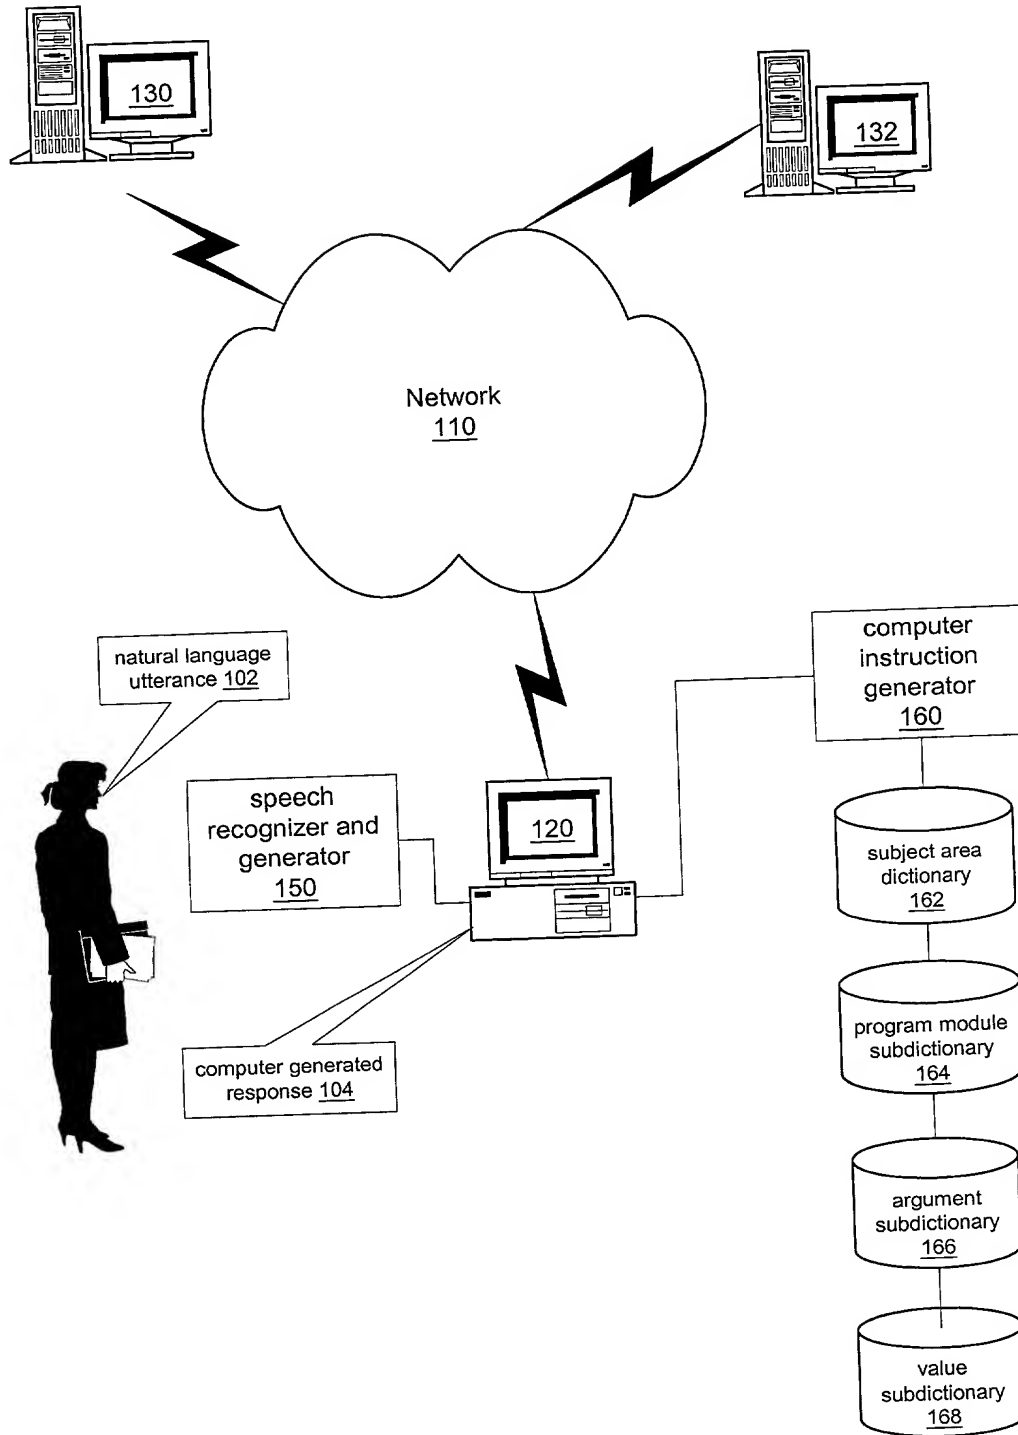 130
132
Network
110
natural language
utterance 102
computer
instruction
generator
160
speech
recognizer and
generator
150
120
subject area
dictionary
162
program module
subdictionary
164
computer generated
response 104
argument
subdictionary
166
value
subdictionary
168